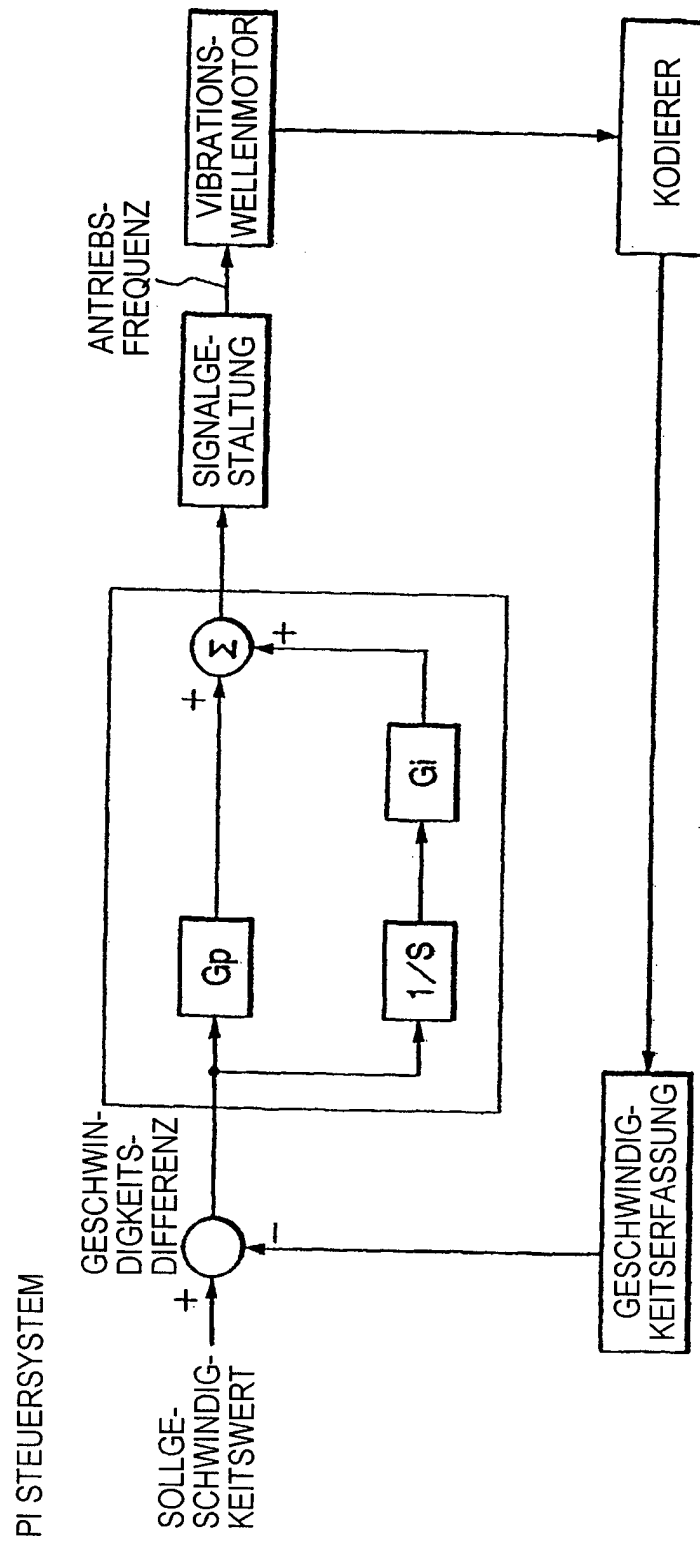 PI STEUERSYSTEM
SOLLGE-
SCHWINDIG-
KEITSWERT
+
-
GESCHWIN-
DIGKEITS-
DIFFERENZ
Gp
1/S
Gi
+
+
Σ
SIGNALGE-
STALTUNG
ANTRIEBS-
FREQUENZ
VIBRATIONS-
WELLENMOTOR
KODIERER
GESCHWINDIG-
KEITSERFASSUNG